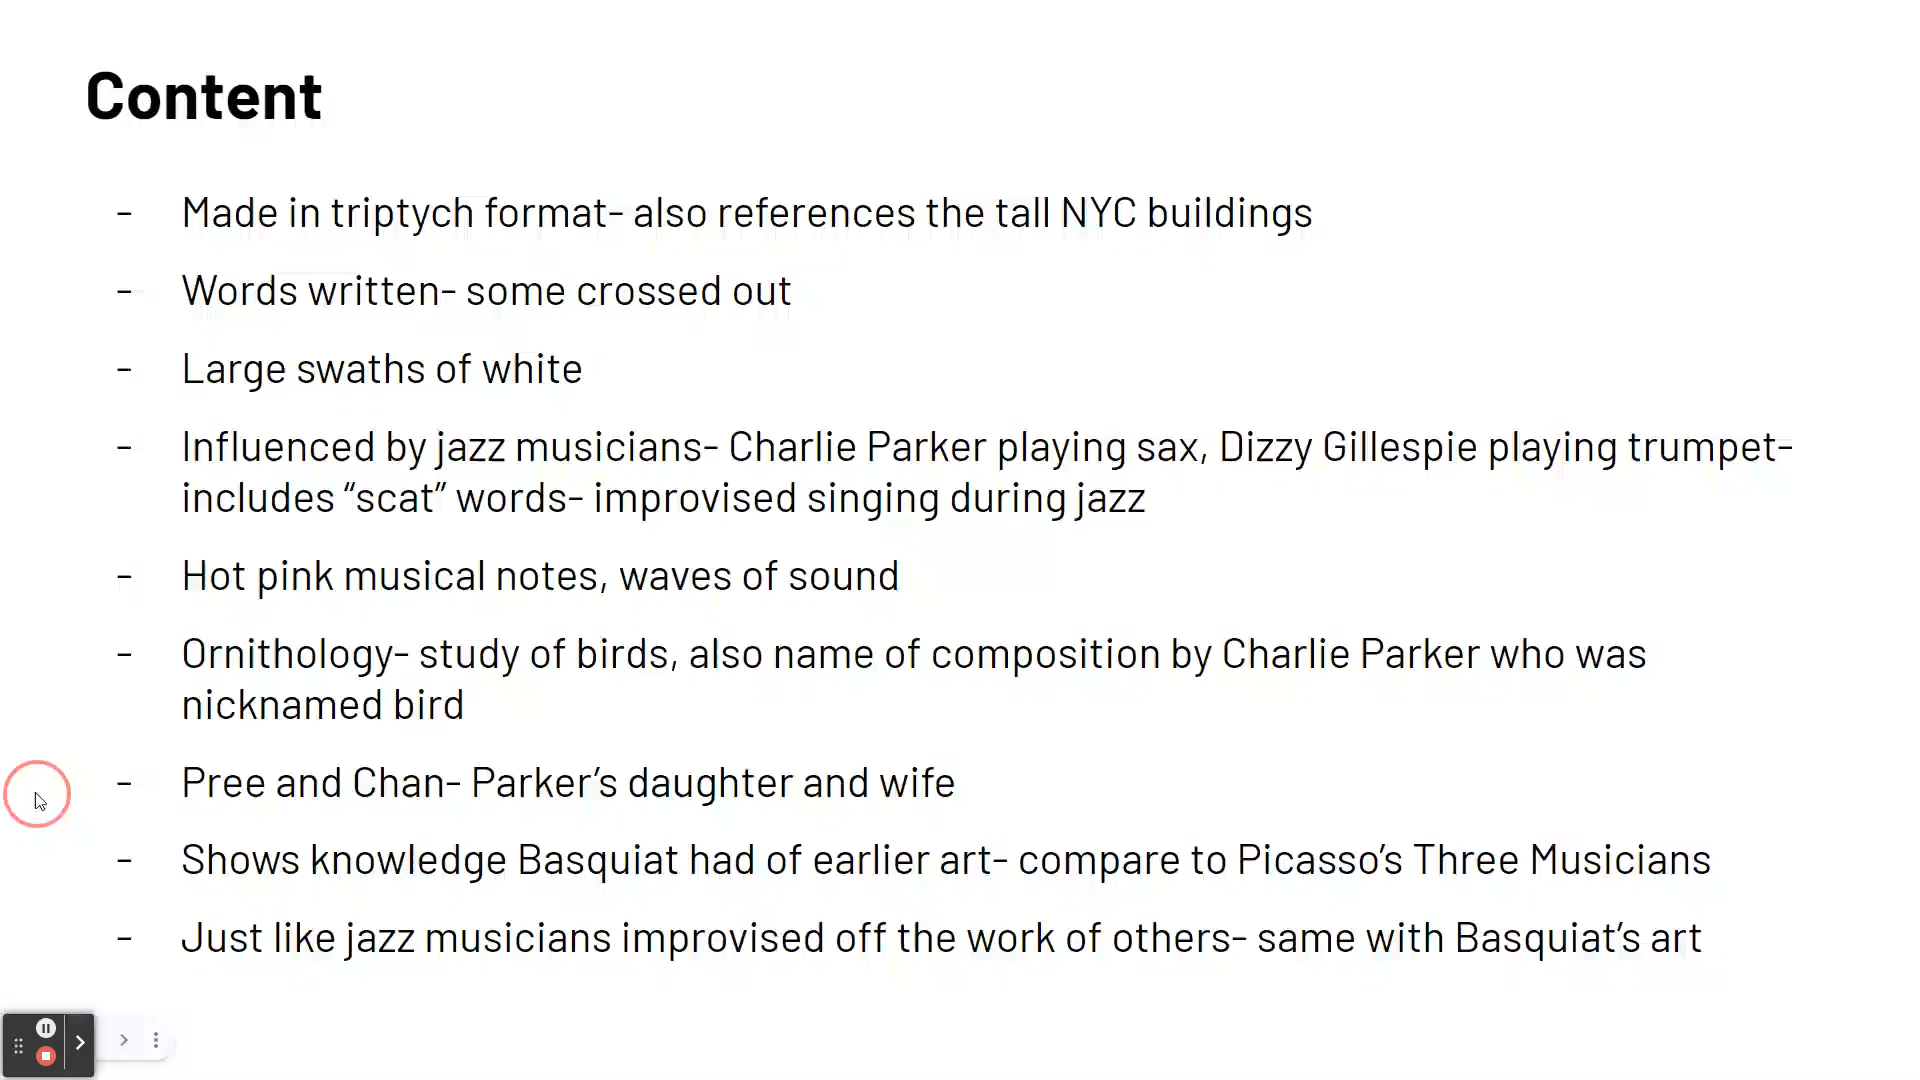 Content
- Made in triptych format- also references the tall NYC buildings
- Words written- some crossed out
- Large swaths of white
- Influenced by jazz musicians- Charlie Parker playing sax, Dizzy Gillespie playing trumpet-
includes “scat” words- improvised singing during jazz
- Hot pink musical notes, waves of sound
- Ornithology- study of birds, also name of composition by Charlie Parker who was
nicknamed bird
- Pree and Chan- Parker’s daughter and wife
- Shows knowledge Basquiat had of earlier art- compare to Picasso’s Three Musicians
- Just like jazz musicians improvised off the work of others- same with Basquiat’s art